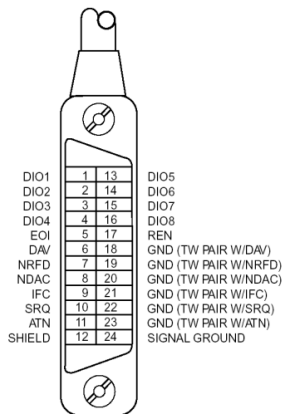 DIO1 1 13 DIO5
DIO2 2 14 DIO6
DIO3 3 15 DIO7
DIO4 4 16 DIO8
EOI 5 17 REN
DAV 6 18 GND (TW PAIR W/DAV)
NRFD 7 19 GND (TW PAIR W/NRFD)
NDAC 8 20 GND (TW PAIR W/NDAC)
IFC 9 21 GND (TW PAIR W/IFC)
SRQ 10 22 GND (TW PAIR W/SRQ)
ATN 11 23 GND (TW PAIR W/ATN)
SHIELD 12 24 SIGNAL GROUND